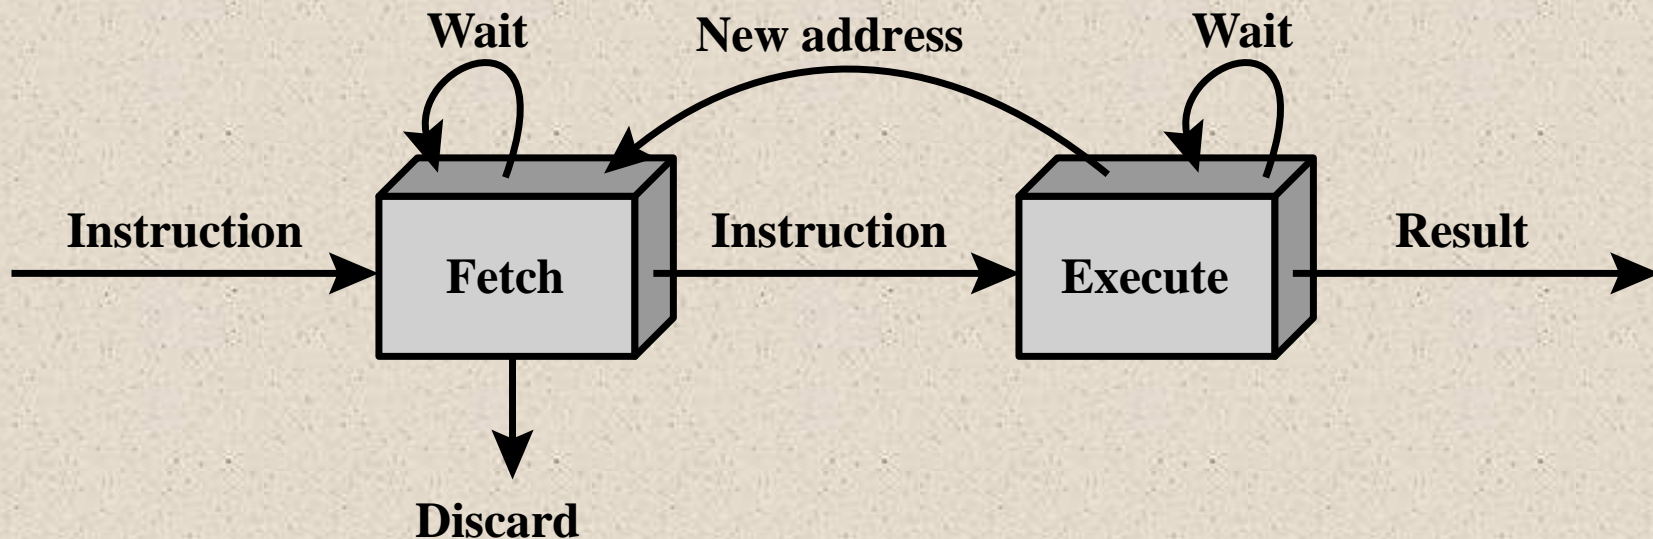 Wait
New address
Wait
Instruction
Fetch
Instruction
Execute
Result
Discard